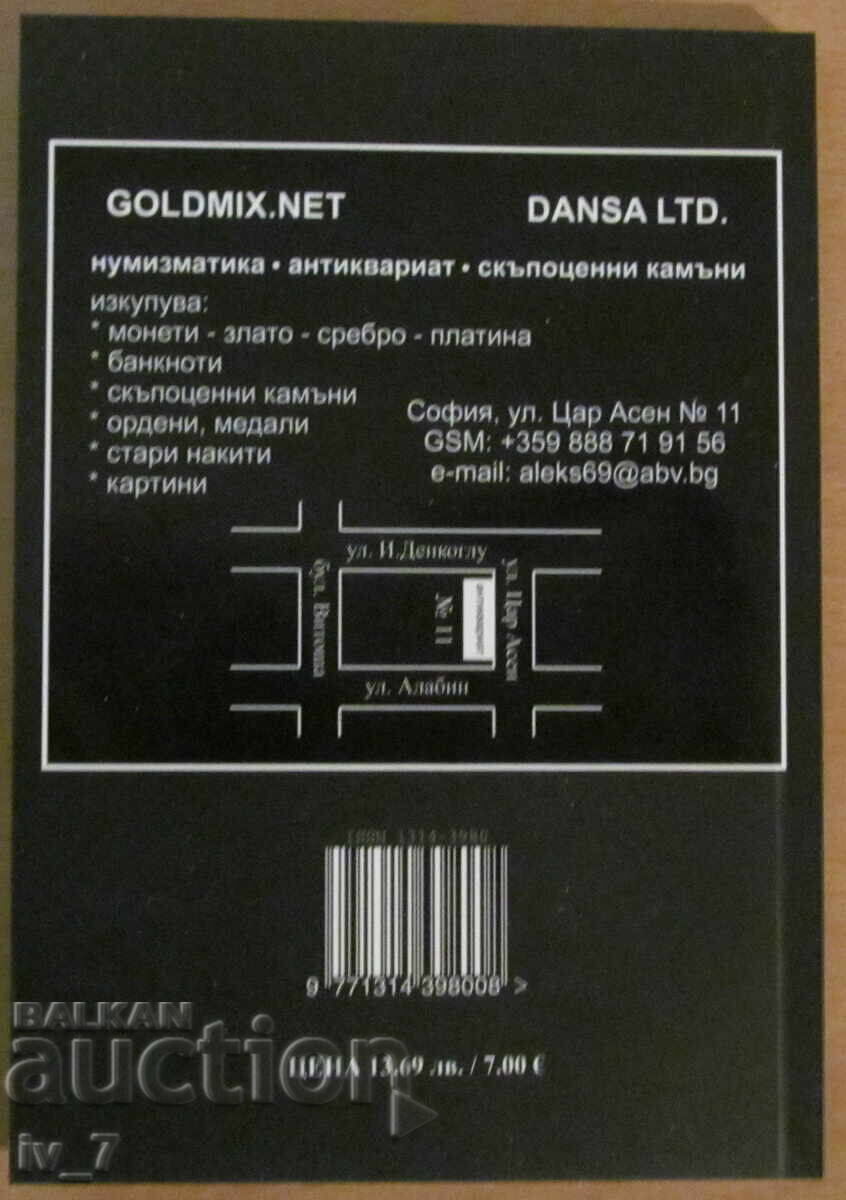 GOLDMIX.NET DANSA LTD.
нумизматика • антиквариат • скъпоценни камъни
изкупува:
* монети - злато - сребро - платина
* банкноти
* скъпоценни камъни
* ордени, медали
* стари накити
* картини
София, ул. Цар Асен № 11
GSM: +359 888 71 91 56
e-mail: aleks69@abv.bg
ул. И.Денкоглу
бул. Витоша
№ 11
антиквариат
ул. Цар Асен
ул. Алабин
ISSN 1314-3980
9 771314 398008 >
ЦЕНА 13.69 лв. / 7.00 €
BALKAN
auction
iv_7